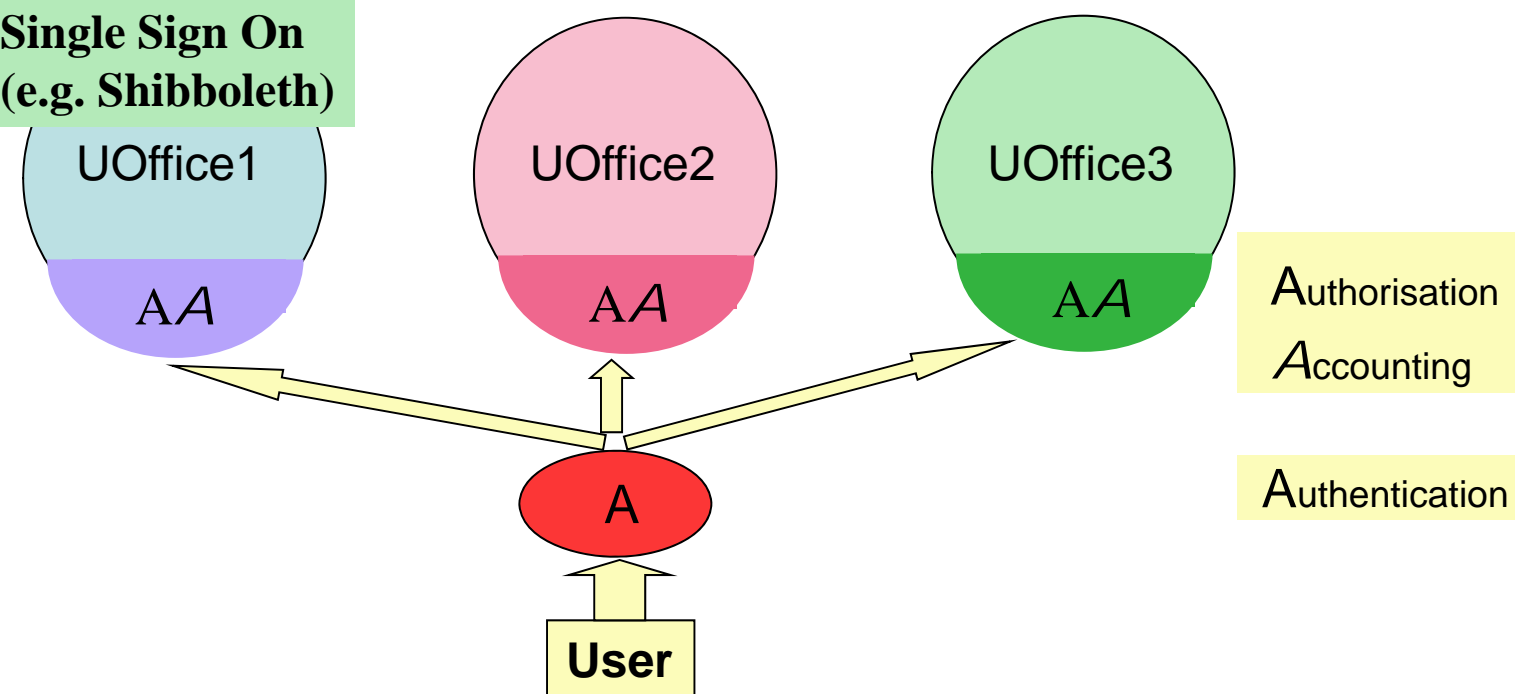 Single Sign On
(e.g. Shibboleth)
UOffice1
UOffice2
UOffice3
AA
AA
AA
Authorisation
Accounting
A
Authentication
User